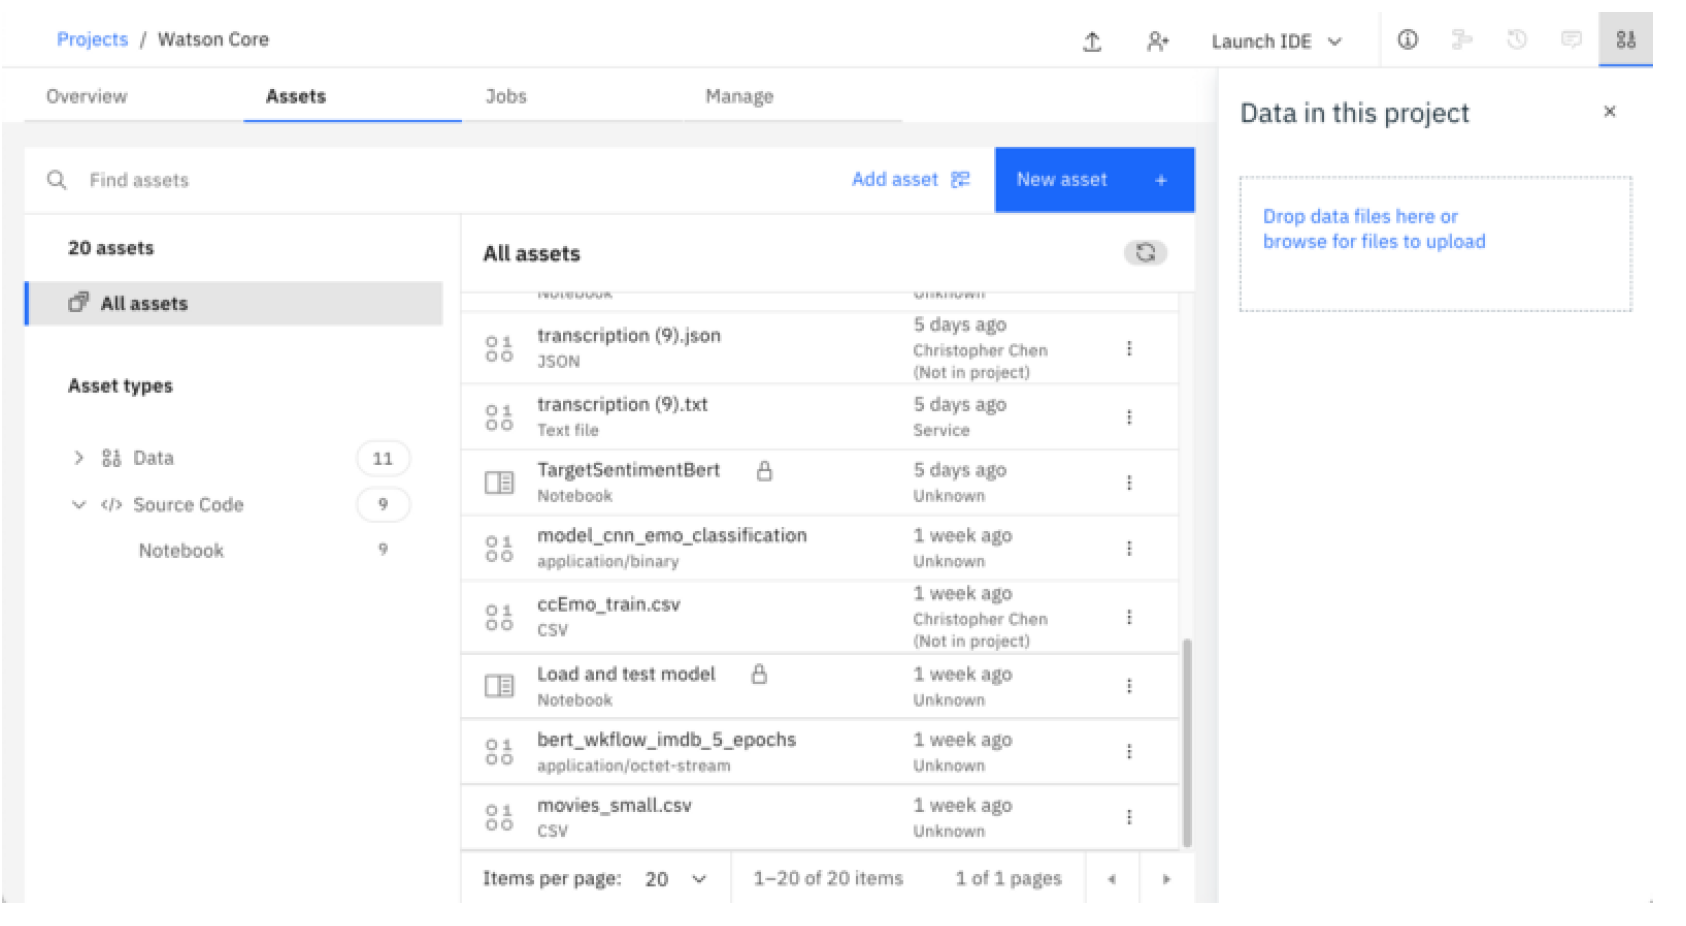 Projects / Watson Core
Launch IDE
Overview
Assets
Jobs
Manage
Data in this project
Find assets
Add asset
New asset +
Drop data files here or
browse for files to upload
20 assets
All assets
Asset types
Data 11
</> Source Code 9
Notebook 9
All assets
Notebook Unknown
transcription (9).json 5 days ago
JSON Christopher Chen
(Not in project)
transcription (9).txt 5 days ago
Text file Service
TargetSentimentBert 5 days ago
Notebook Unknown
model_cnn_emo_classification 1 week ago
application/binary Unknown
ccEmo_train.csv 1 week ago
CSV Christopher Chen
(Not in project)
Load and test model 1 week ago
Notebook Unknown
bert_wkflow_imdb_5_epochs 1 week ago
application/octet-stream Unknown
movies_small.csv 1 week ago
CSV Unknown
Items per page: 20 1–20 of 20 items 1 of 1 pages